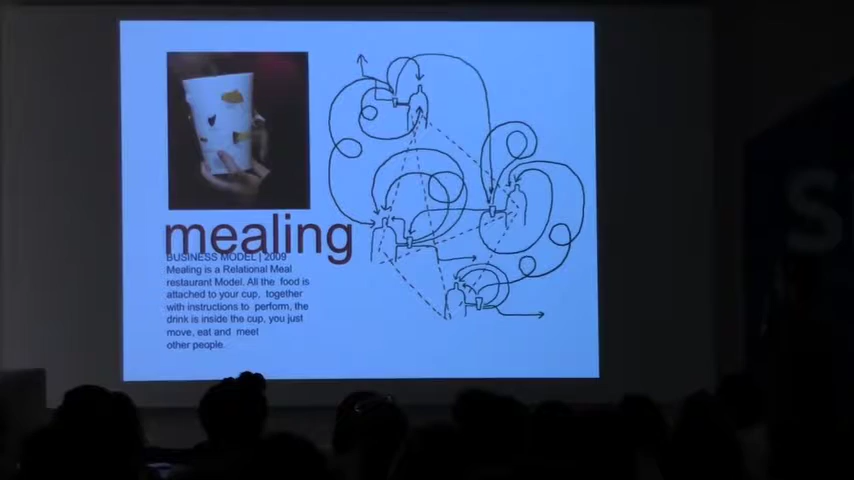 mealing
BUSINESS MODEL | 2009
Mealing is a Relational Meal
restaurant Model. All the food is
attached to your cup, together
with instructions to perform, the
drink is inside the cup, you just
move, eat and meet
other people.
S